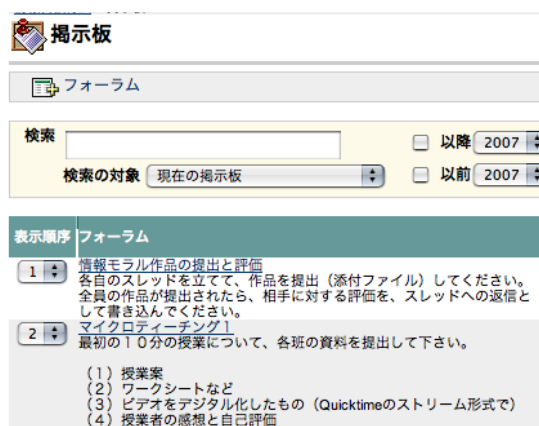 掲示板
フォーラム
検索
以降 2007
検索の対象 現在の掲示板
以前 2007
表示順序 フォーラム
1 情報モラル作品の提出と評価
各自のスレッドを立てて、作品を提出（添付ファイル）してください。
全員の作品が提出されたら、相手に対する評価を、スレッドへの返信と
して書き込んでください。
2 マイクロティーチング１
最初の１０分の授業について、各班の資料を提出して下さい。
（１）授業案
（２）ワークシートなど
（３）ビデオをデジタル化したもの（Quicktimeのストリーム形式で）
（４）授業者の感想と自己評価